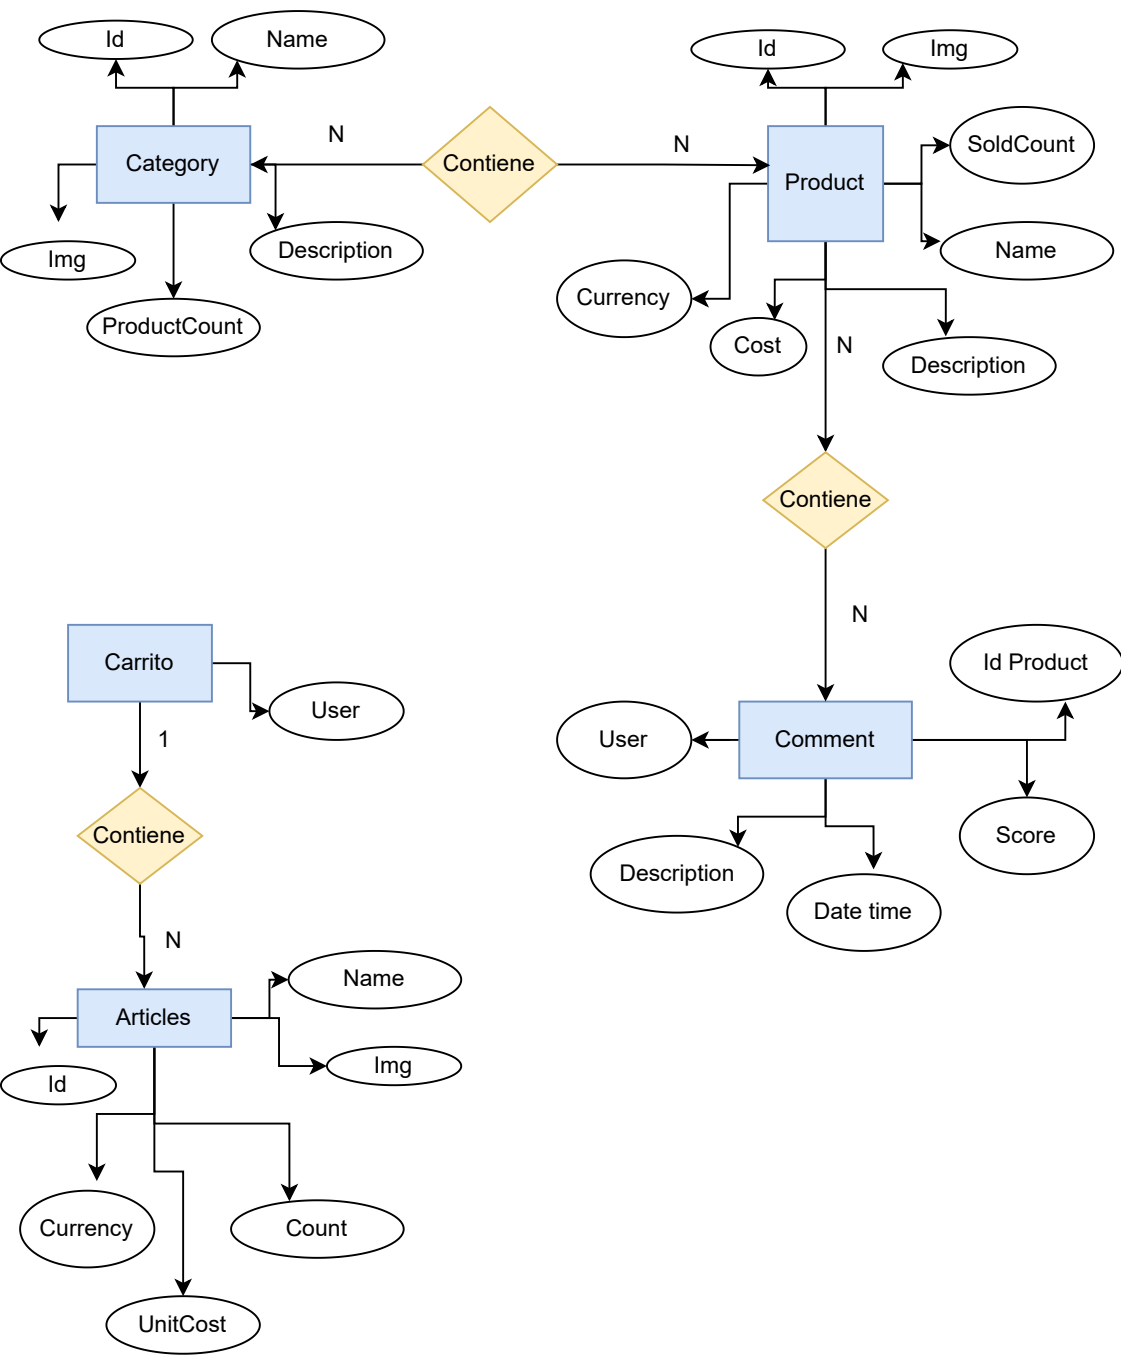 Id
Name
Id
Img
N
N
SoldCount
Category
Contiene
Product
Description
Name
Img
Currency
ProductCount
Cost
N
Description
Contiene
N
Carrito
Id Product
User
1
User
Comment
Contiene
Score
Description
Date time
N
Name
Articles
Img
Id
Currency
Count
UnitCost